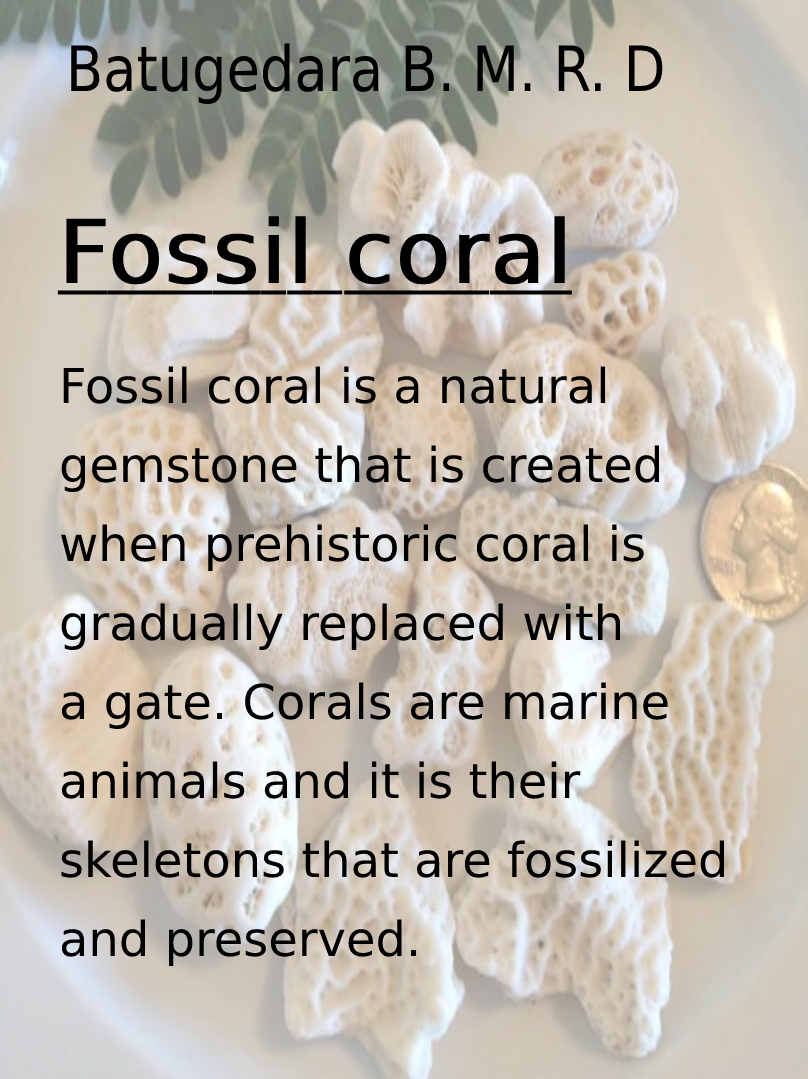 Batugedara B. M. R. D
Fossil coral
Fossil coral is a natural
gemstone that is created
when prehistoric coral is
gradually replaced with
a gate. Corals are marine
animals and it is their
skeletons that are fossilized
and preserved.